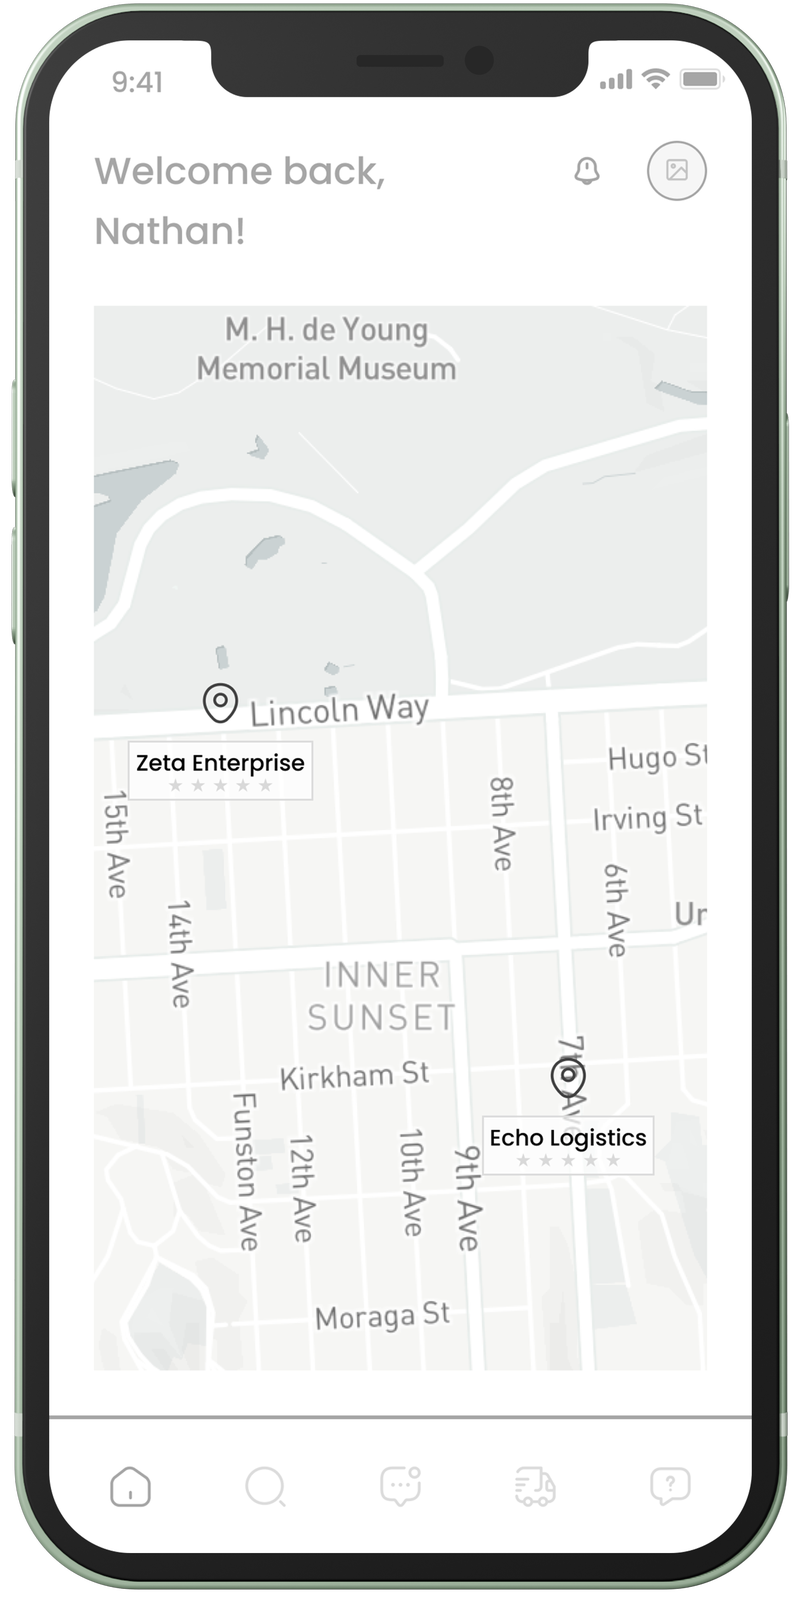 9:41
Welcome back,
Nathan!
M. H. de Young
Memorial Museum
Lincoln Way
Zeta Enterprise
Hugo St
15th Ave
8th Ave
Irving St
6th Ave
14th Ave
Ur
INNER
SUNSET
7th Ave
Kirkham St
Funston Ave
12th Ave
10th Ave
9th Ave
Echo Logistics
Moraga St
?